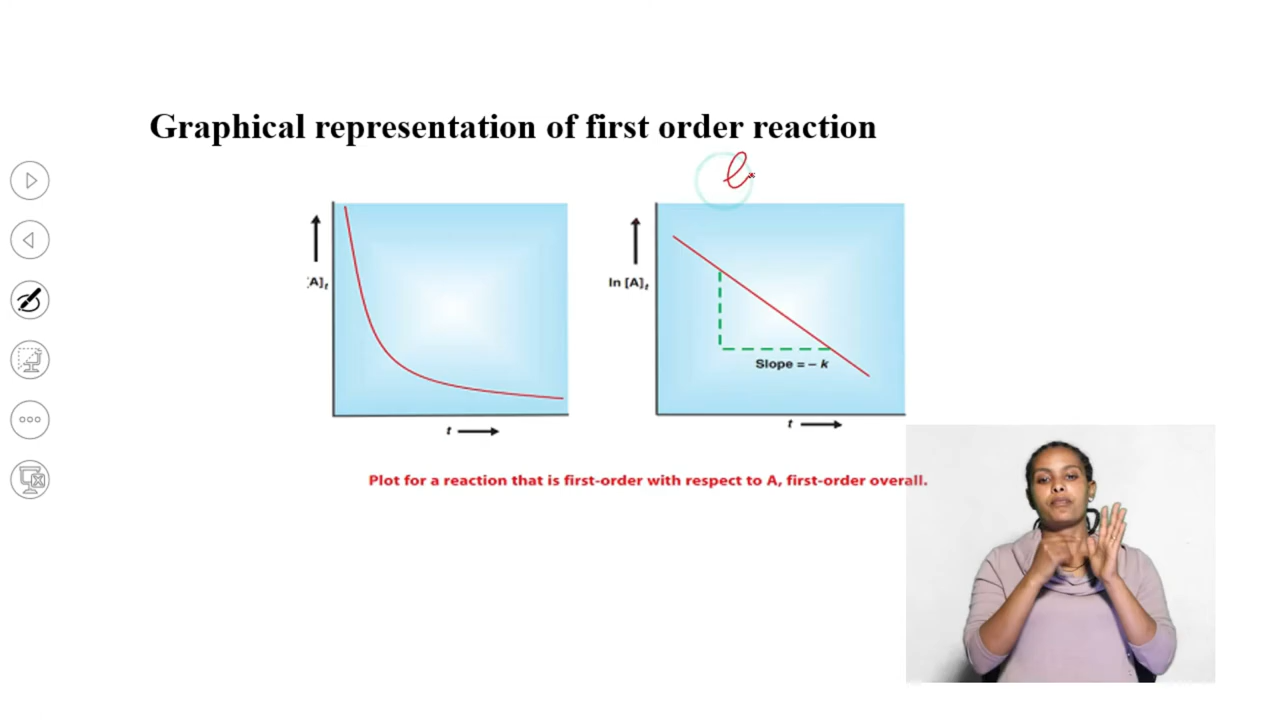 Graphical representation of first order reaction
A]t
ln [A]t
Slope = – k
t
t
Plot for a reaction that is first-order with respect to A, first-order overall.